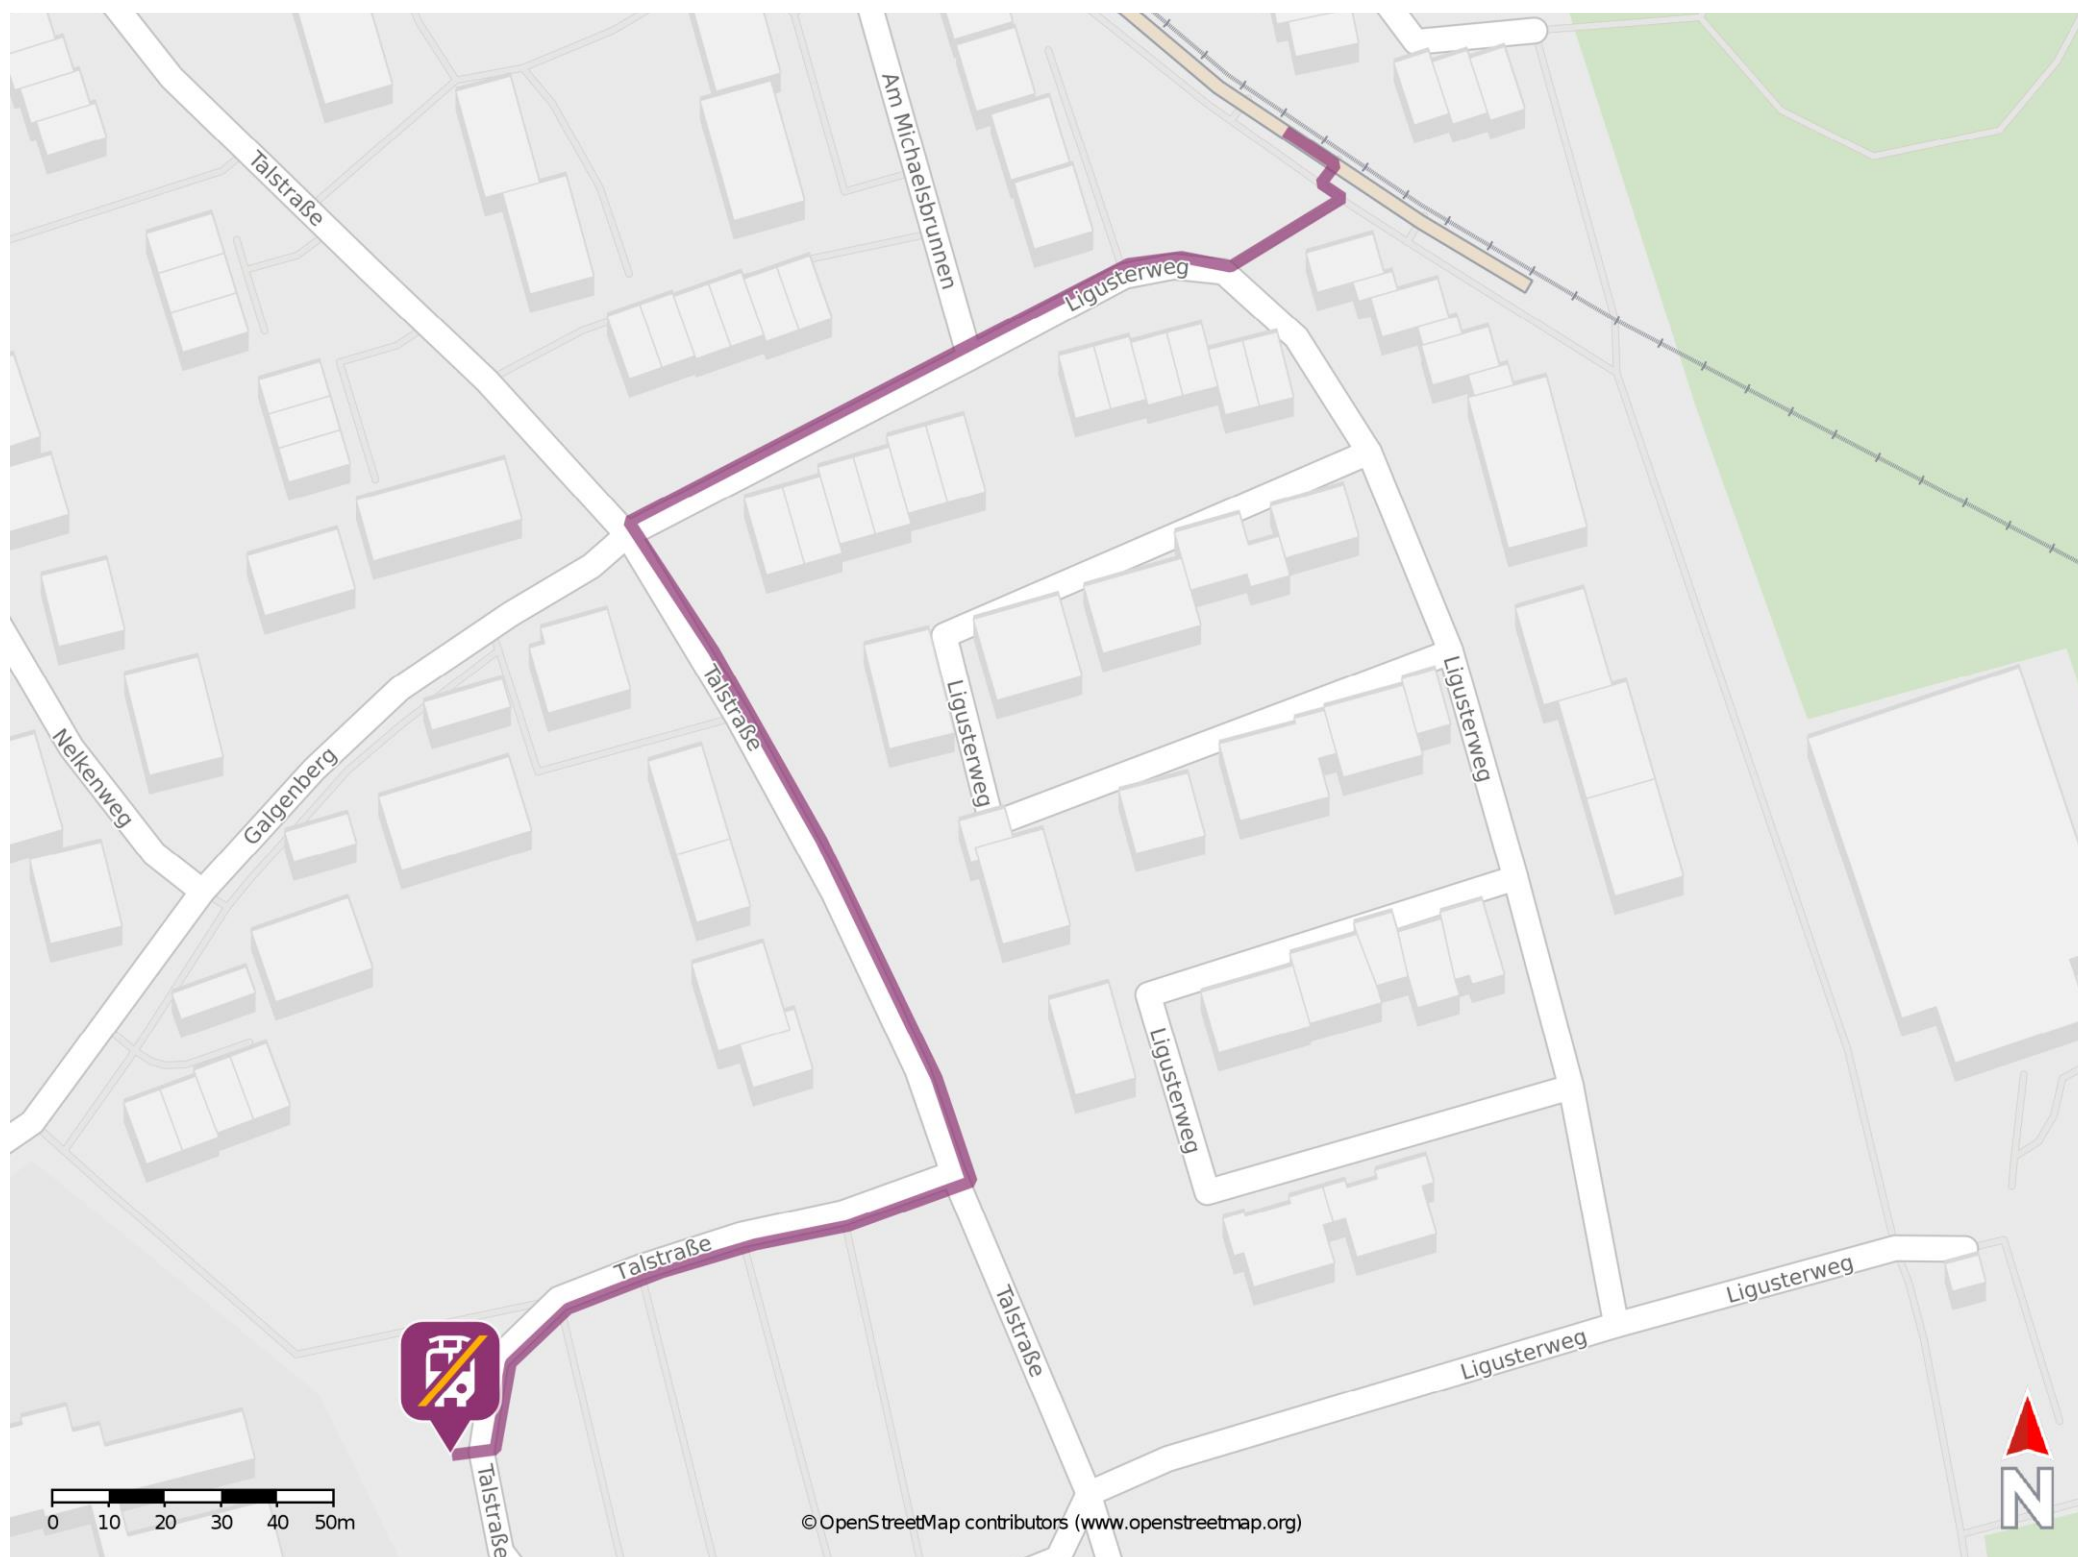 Am Michaelsbrunnen
Talstraße
Ligusterweg
Talstraße
Ligusterweg
Ligusterweg
Nelkenweg
Galgenberg
Ligusterweg
Talstraße
Ligusterweg
Talstraße
Ligusterweg
Talstraße
N
0 10 20 30 40 50m
© OpenStreetMap contributors (www.openstreetmap.org)